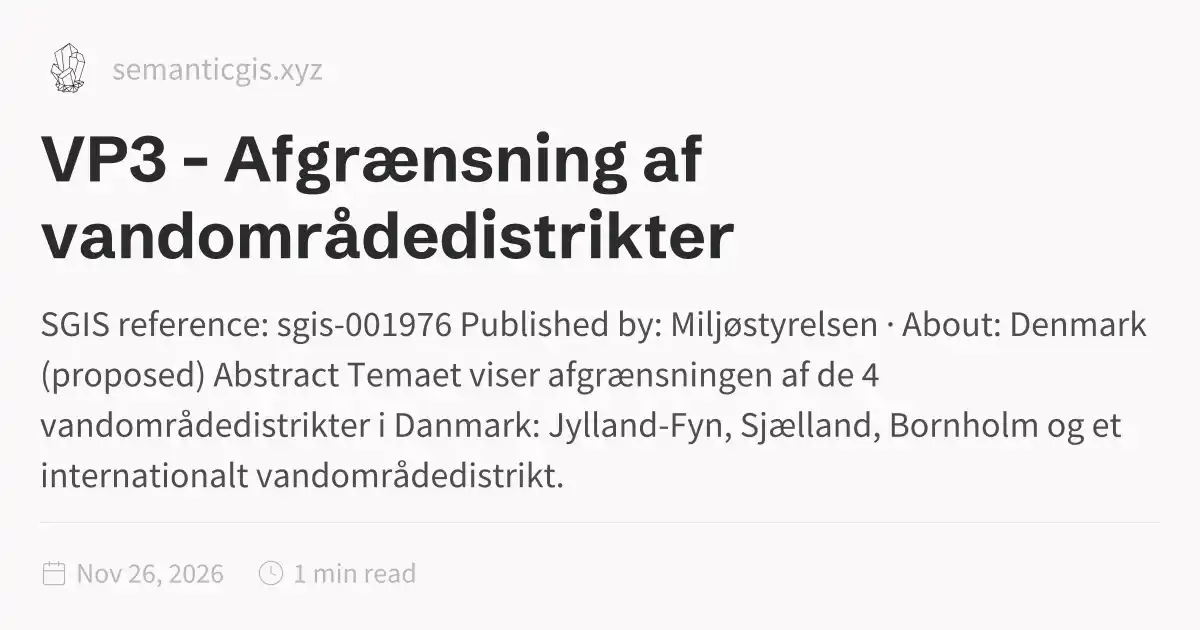 semanticgis.xyz
VP3 - Afgrænsning af
vandområdedistrikter
SGIS reference: sgis-001976 Published by: Miljøstyrelsen · About: Denmark
(proposed) Abstract Temaet viser afgrænsningen af de 4
vandområdedistrikter i Danmark: Jylland-Fyn, Sjælland, Bornholm og et
internationalt vandområdedistrikt.
Nov 26, 2026 1 min read